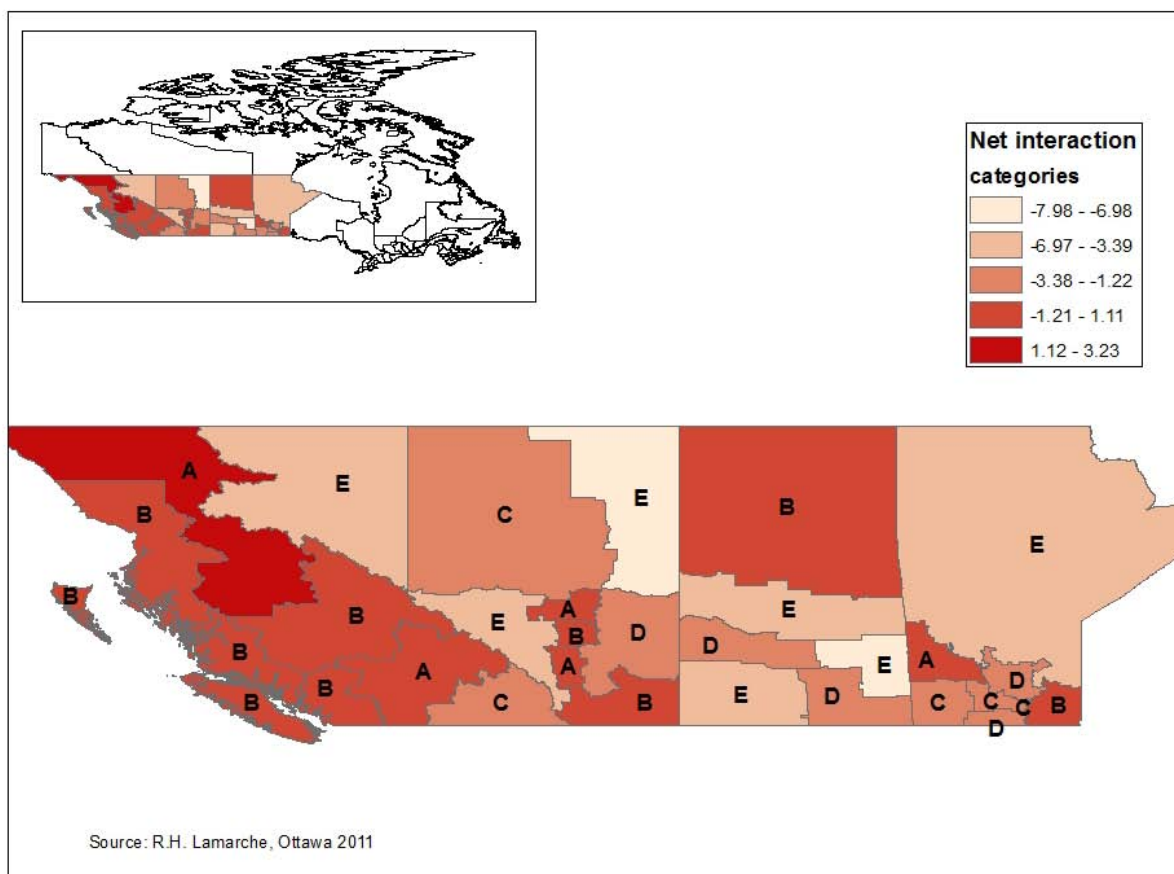 Net interaction
categories
-7.98 - -6.98
-6.97 - -3.39
-3.38 - -1.22
-1.21 - 1.11
1.12 - 3.23
A
E
C
E
B
E
B
B
A
E
B
E
B
D
D
B
A
E
A
D
B
A
B
C
B
B
E
D
C
C
C
B
D
Source: R.H. Lamarche, Ottawa 2011